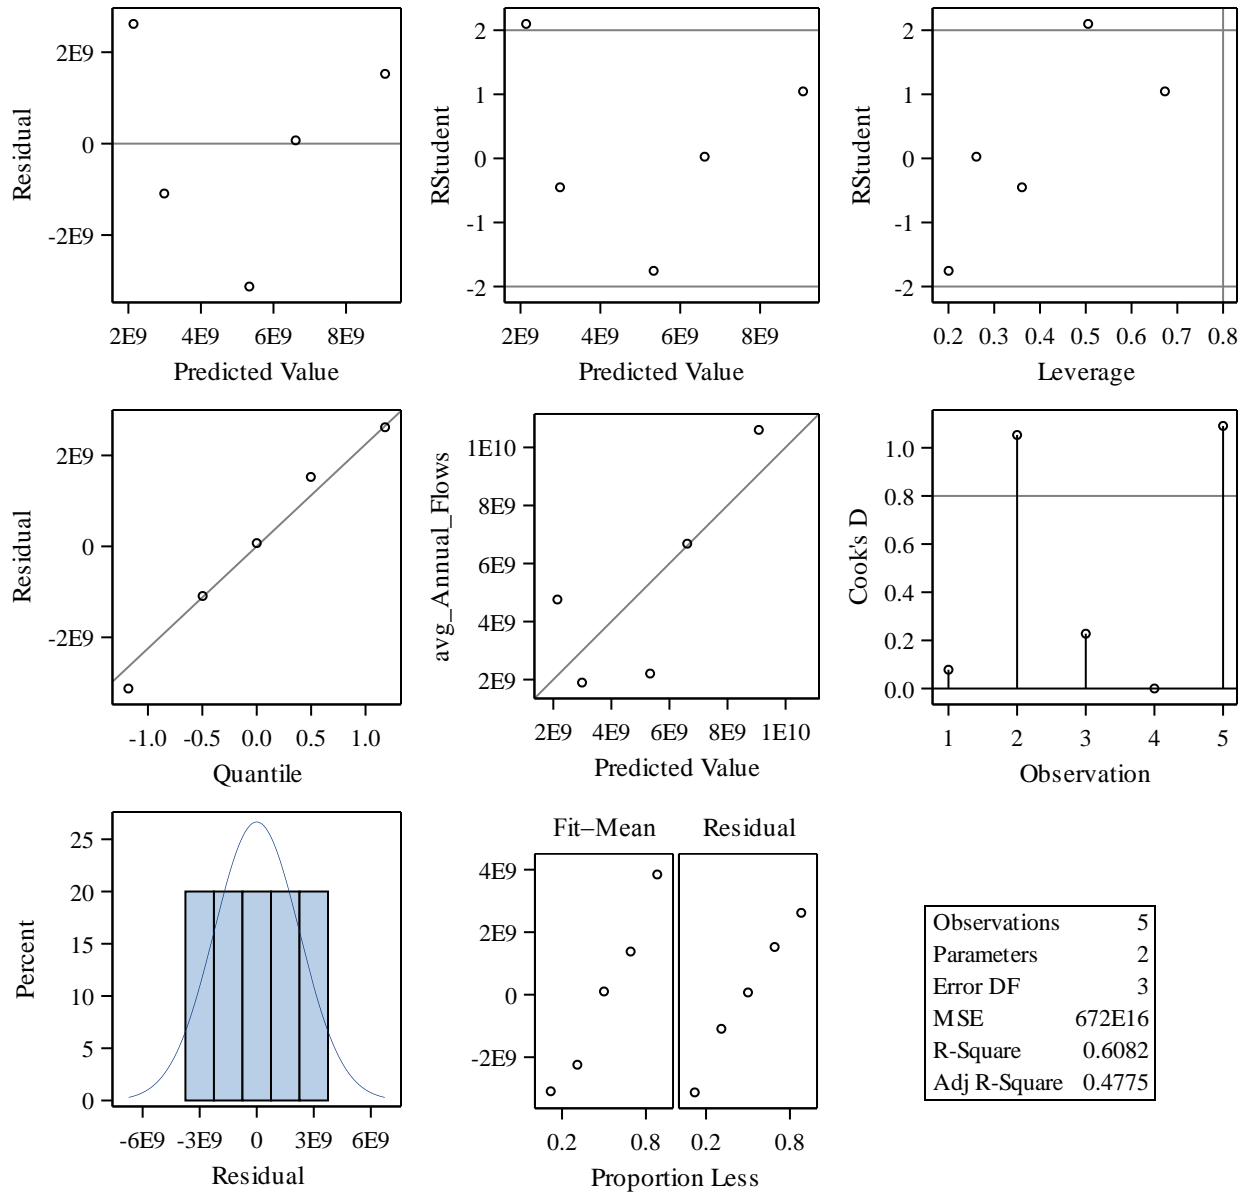 2E9
0
-2E9
Residual
2E9 4E9 6E9 8E9
Predicted Value
2
1
0
-1
-2
RStudent
2E9 4E9 6E9 8E9
Predicted Value
2
1
0
-1
-2
RStudent
0.2 0.3 0.4 0.5 0.6 0.7 0.8
Leverage
2E9
0
-2E9
Residual
-1.0 -0.5 0.0 0.5 1.0
Quantile
1E10
8E9
6E9
4E9
2E9
avg_Annual_Flows
2E9 4E9 6E9 8E9 1E10
Predicted Value
1.0
0.8
0.6
0.4
0.2
0.0
Cook's D
1 2 3 4 5
Observation
25
20
15
10
5
0
Percent
-6E9 -3E9 0 3E9 6E9
Residual
Fit–Mean Residual
4E9
2E9
0
-2E9
0.2 0.8 0.2 0.8
Proportion Less
Observations 5
Parameters 2
Error DF 3
MSE 672E16
R-Square 0.6082
Adj R-Square 0.4775